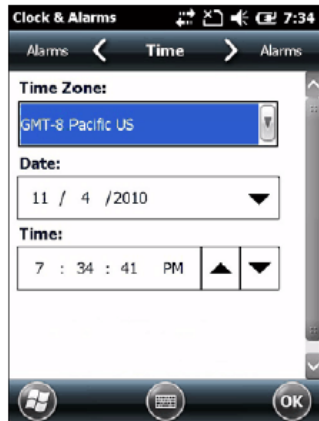 Clock & Alarms 7:34
Alarms Time Alarms
Time Zone:
GMT-8 Pacific US
Date:
11 / 4 /2010
Time:
7 : 34 : 41 PM
OK